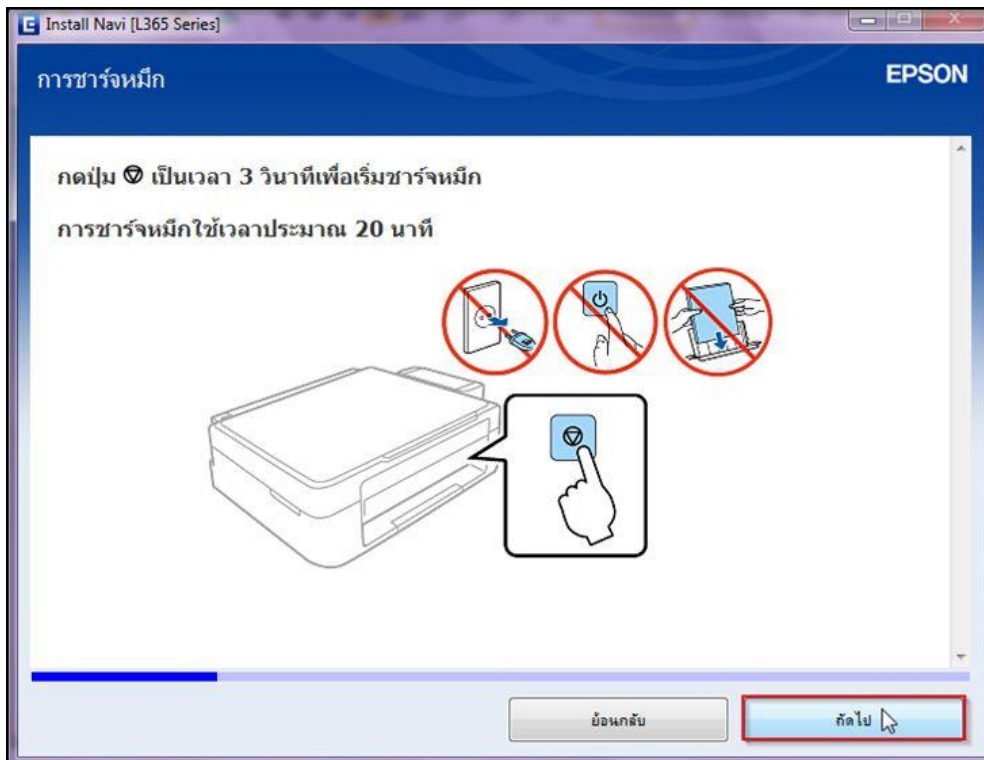 Install Navi [L365 Series]
การชาร์จหมึก
EPSON
กดปุ่ม เป็นเวลา 3 วินาทีเพื่อเริ่มชาร์จหมึก
การชาร์จหมึกใช้เวลาประมาณ 20 นาที
ย้อนกลับ
ถัดไป